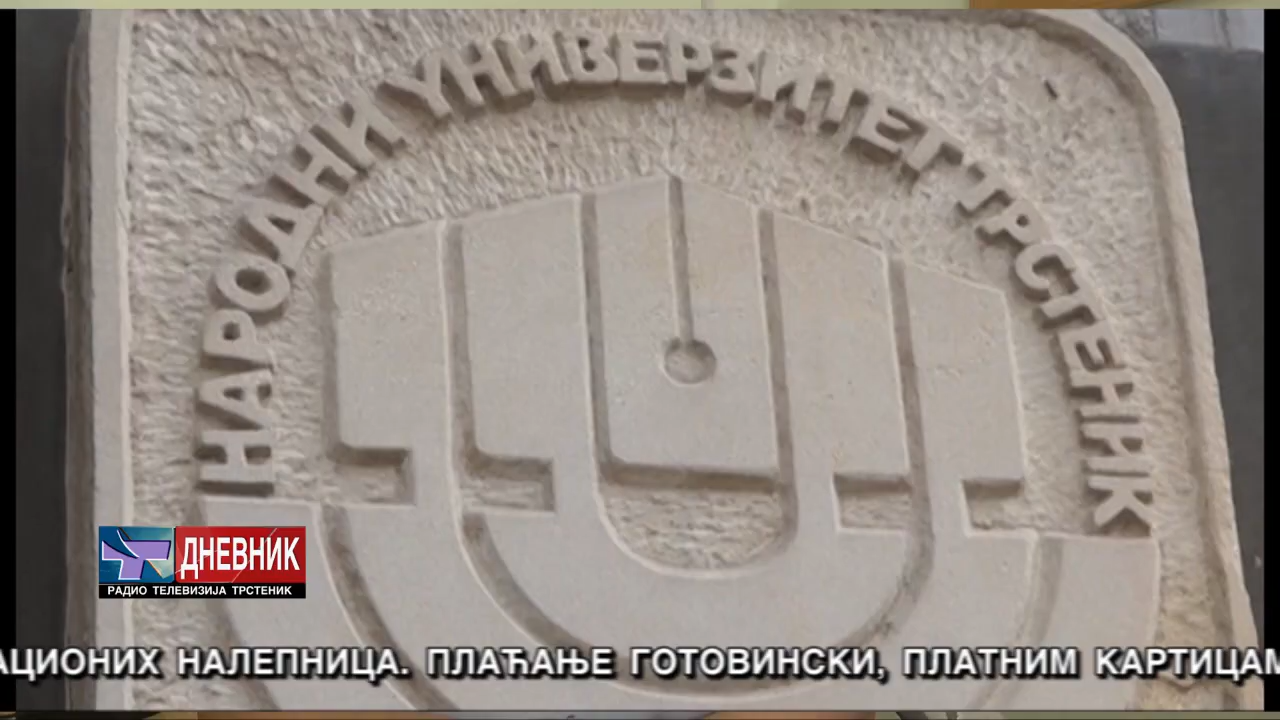 НАРОДНИ УНИВЕРЗИТЕТ ТРСТЕНИК
ДНЕВНИК
РАДИО ТЕЛЕВИЗИЈА ТРСТЕНИК
АЦИОНИХ НАЛЕПНИЦА. ПЛАЋАЊЕ ГОТОВИНСКИ, ПЛАТНИМ КАРТИЦАМ